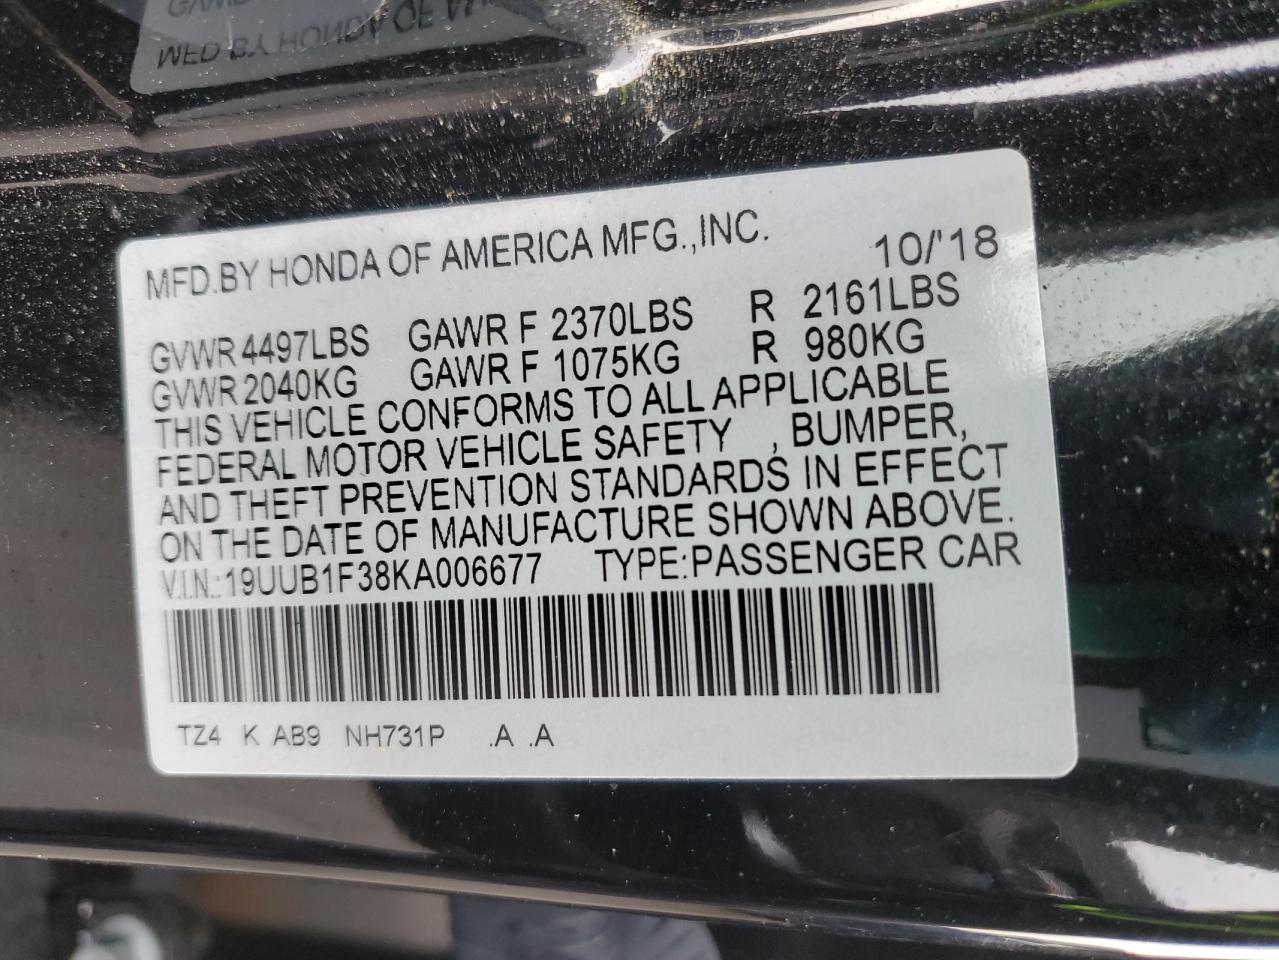 MFD.BY HONDA OF AMERICA MFG.,INC. 10/'18
GVWR 4497LBS GAWR F 2370LBS R 2161LBS
GVWR 2040KG GAWR F 1075KG R 980KG
THIS VEHICLE CONFORMS TO ALL APPLICABLE
FEDERAL MOTOR VEHICLE SAFETY , BUMPER,
AND THEFT PREVENTION STANDARDS IN EFFECT
ON THE DATE OF MANUFACTURE SHOWN ABOVE.
V.I.N.:19UUB1F38KA006677 TYPE:PASSENGER CAR
TZ4 K AB9 NH731P .A .A